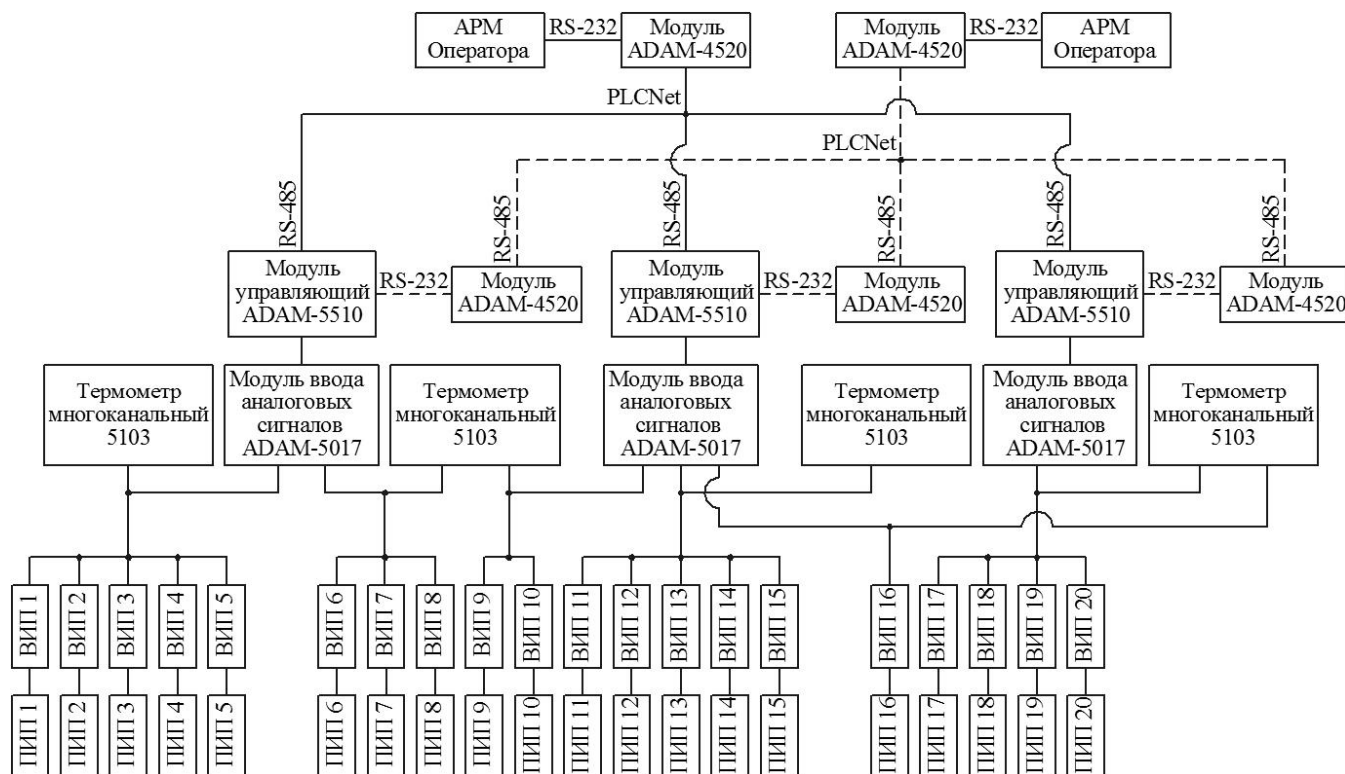 АРМ
Оператора
RS-232
Модуль
ADAM-4520
Модуль
ADAM-4520
RS-232
АРМ
Оператора
PLCNet
PLCNet
RS-485
RS-485
RS-485
RS-485
RS-485
RS-485
Модуль
управляющий
ADAM-5510
RS-232
Модуль
ADAM-4520
Модуль
управляющий
ADAM-5510
RS-232
Модуль
ADAM-4520
Модуль
управляющий
ADAM-5510
RS-232
Модуль
ADAM-4520
Термометр
многоканальный
5103
Модуль ввода
аналоговых
сигналов
ADAM-5017
Термометр
многоканальный
5103
Модуль ввода
аналоговых
сигналов
ADAM-5017
Термометр
многоканальный
5103
Модуль ввода
аналоговых
сигналов
ADAM-5017
Термометр
многоканальный
5103
ВИП 1
ВИП 2
ВИП 3
ВИП 4
ВИП 5
ВИП 6
ВИП 7
ВИП 8
ВИП 9
ВИП 10
ВИП 11
ВИП 12
ВИП 13
ВИП 14
ВИП 15
ВИП 16
ВИП 17
ВИП 18
ВИП 19
ВИП 20
ПИП 1
ПИП 2
ПИП 3
ПИП 4
ПИП 5
ПИП 6
ПИП 7
ПИП 8
ПИП 9
ПИП 10
ПИП 11
ПИП 12
ПИП 13
ПИП 14
ПИП 15
ПИП 16
ПИП 17
ПИП 18
ПИП 19
ПИП 20